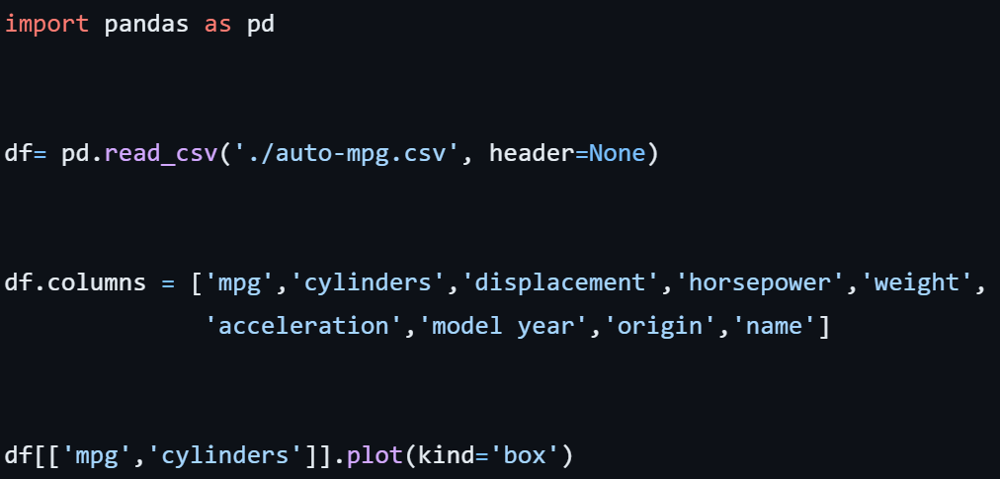 import pandas as pd
df= pd.read_csv('./auto-mpg.csv', header=None)
df.columns = ['mpg','cylinders','displacement','horsepower','weight',
              'acceleration','model year','origin','name']
df[['mpg','cylinders']].plot(kind='box')